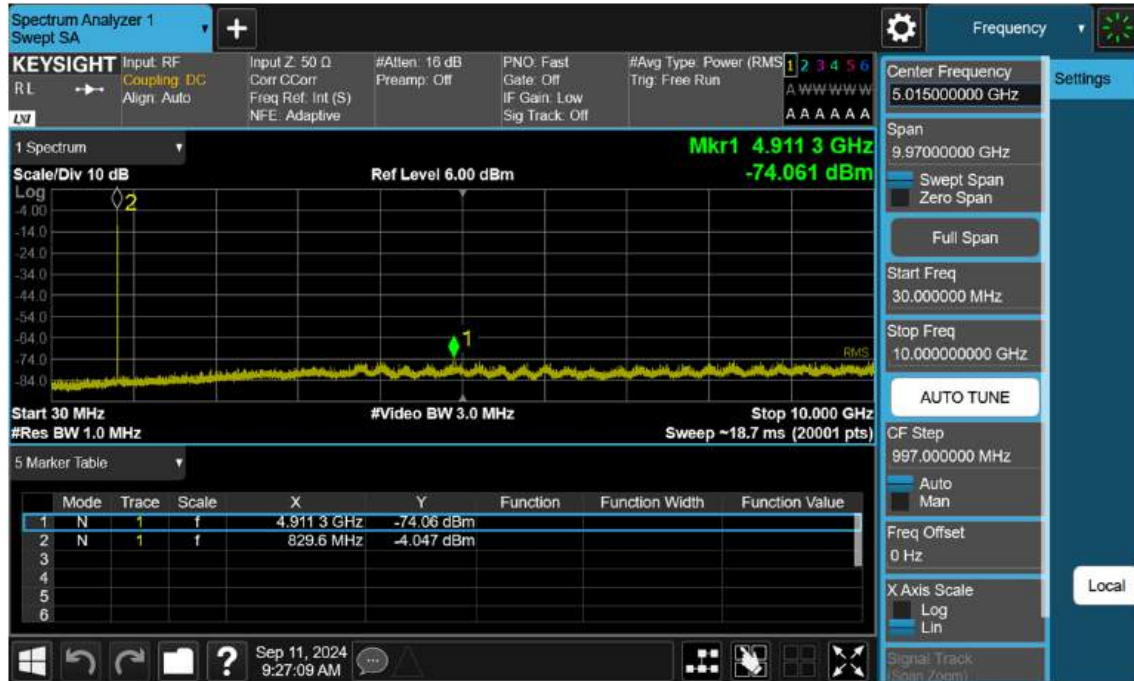 Spectrum Analyzer 1
Swept SA
Frequency
KEYSIGHT
RL
LXI
Input: RF
Coupling: DC
Align: Auto
Input Z: 50 Ω
Corr CCorr
Freq Ref: Int (S)
NFE: Adaptive
#Atten: 16 dB
Preamp: Off
PNO: Fast
Gate: Off
IF Gain: Low
Sig Track: Off
#Avg Type: Power (RMS
Trig: Free Run
1 2 3 4 5 6
A W W W W W
A A A A A A
Center Frequency
5.015000000 GHz
Settings
1 Spectrum
Mkr1 4.911 3 GHz
-74.061 dBm
Scale/Div 10 dB
Ref Level 6.00 dBm
Log
-4.00
-14.0
-24.0
-34.0
-44.0
-54.0
-64.0
-74.0
-84.0
2
1
RMS
Start 30 MHz
#Video BW 3.0 MHz
Stop 10.000 GHz
#Res BW 1.0 MHz
Sweep ~18.7 ms (20001 pts)
Span
9.97000000 GHz
Swept Span
Zero Span
Full Span
Start Freq
30.000000 MHz
Stop Freq
10.000000000 GHz
AUTO TUNE
CF Step
997.000000 MHz
Auto
Man
Freq Offset
0 Hz
X Axis Scale
Log
Lin
Signal Track
(Span Zoom)
Local
5 Marker Table
Mode Trace Scale X Y Function Function Width Function Value
1 N 1 f 4.911 3 GHz -74.06 dBm
2 N 1 f 829.6 MHz -4.047 dBm
3
4
5
6
?
Sep 11, 2024
9:27:09 AM